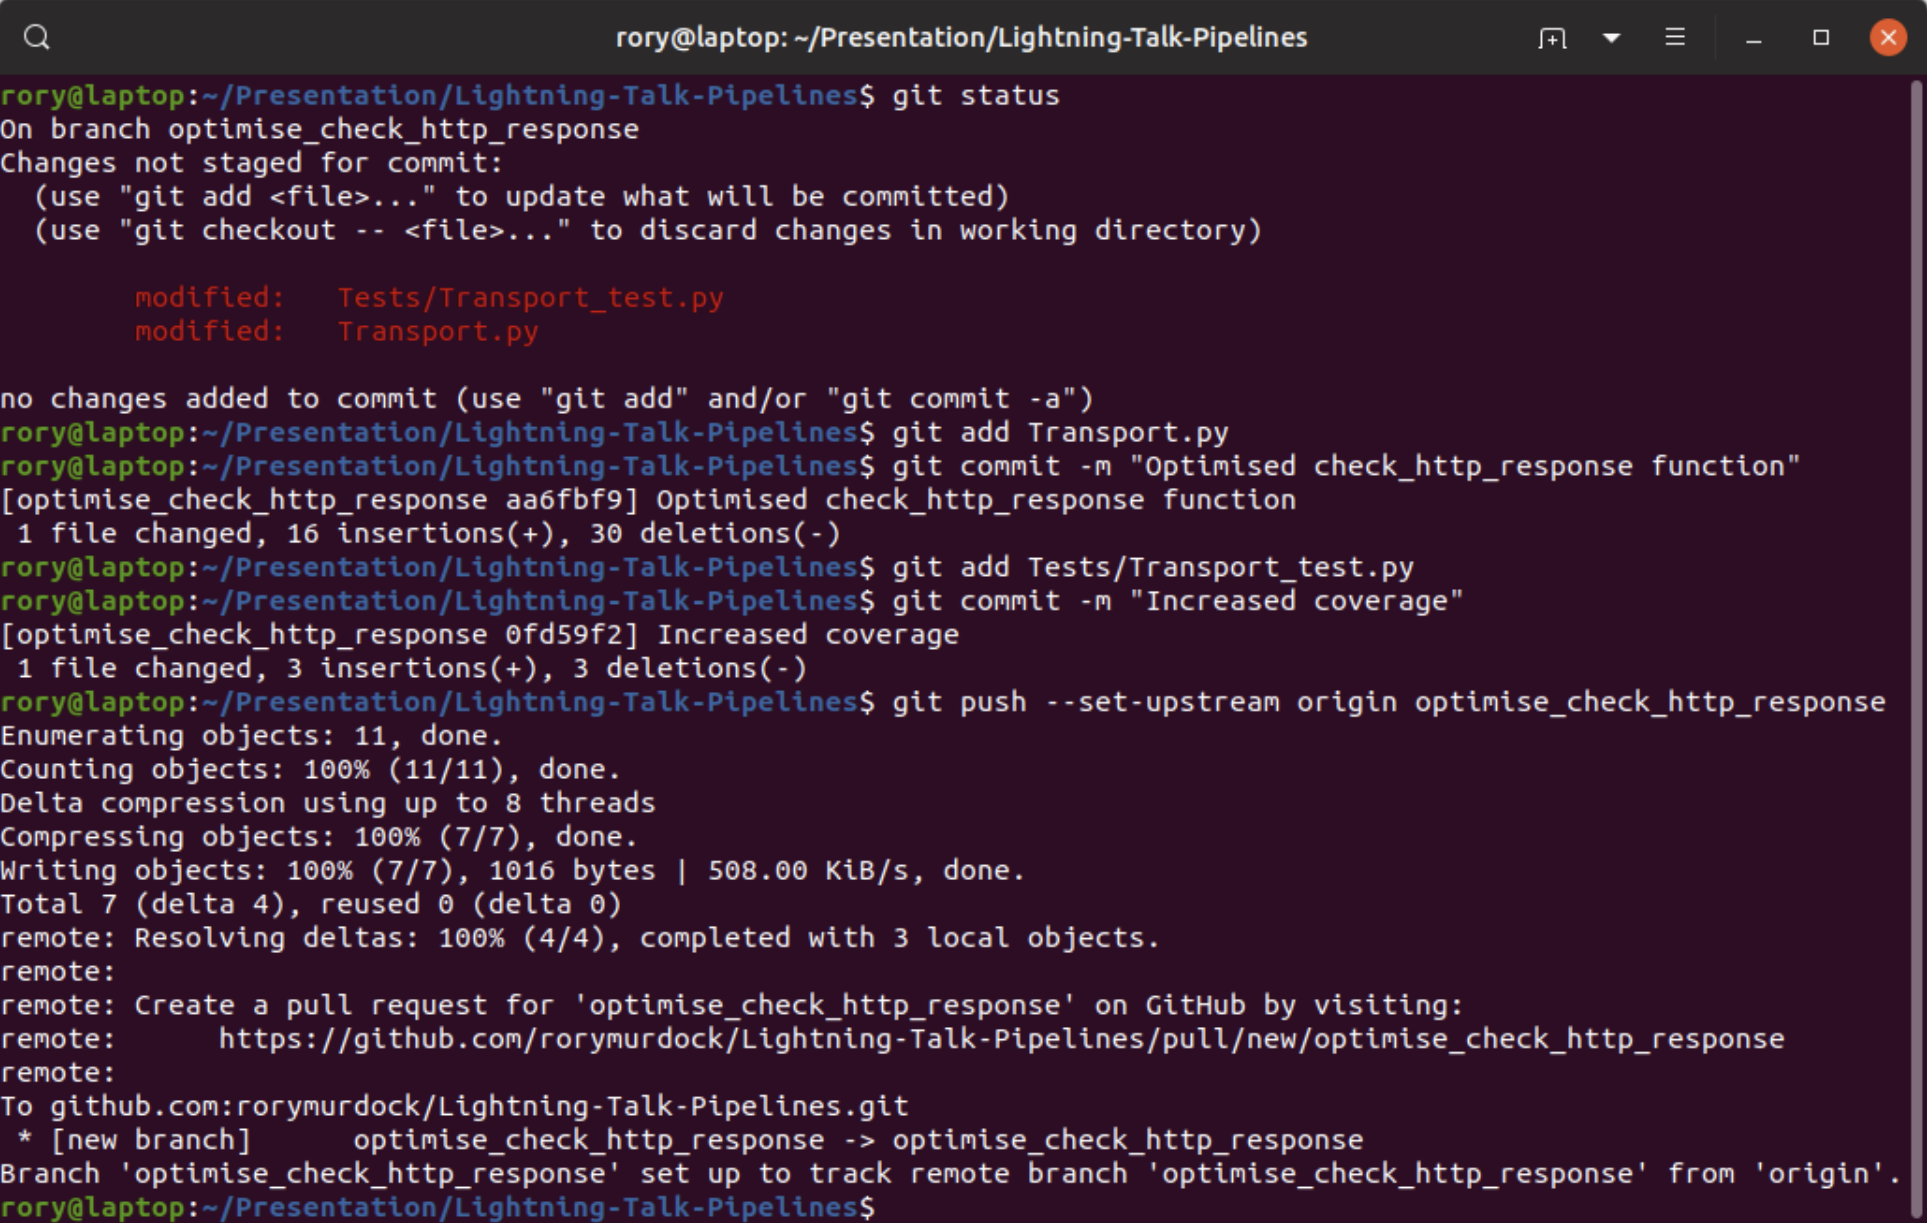 rory@laptop: ~/Presentation/Lightning-Talk-Pipelines
rory@laptop:~/Presentation/Lightning-Talk-Pipelines$ git status
On branch optimise_check_http_response
Changes not staged for commit:
  (use "git add <file>..." to update what will be committed)
  (use "git checkout -- <file>..." to discard changes in working directory)
        modified:   Tests/Transport_test.py
        modified:   Transport.py
no changes added to commit (use "git add" and/or "git commit -a")
rory@laptop:~/Presentation/Lightning-Talk-Pipelines$ git add Transport.py
rory@laptop:~/Presentation/Lightning-Talk-Pipelines$ git commit -m "Optimised check_http_response function"
[optimise_check_http_response aa6fbf9] Optimised check_http_response function
 1 file changed, 16 insertions(+), 30 deletions(-)
rory@laptop:~/Presentation/Lightning-Talk-Pipelines$ git add Tests/Transport_test.py
rory@laptop:~/Presentation/Lightning-Talk-Pipelines$ git commit -m "Increased coverage"
[optimise_check_http_response 0fd59f2] Increased coverage
 1 file changed, 3 insertions(+), 3 deletions(-)
rory@laptop:~/Presentation/Lightning-Talk-Pipelines$ git push --set-upstream origin optimise_check_http_response
Enumerating objects: 11, done.
Counting objects: 100% (11/11), done.
Delta compression using up to 8 threads
Compressing objects: 100% (7/7), done.
Writing objects: 100% (7/7), 1016 bytes | 508.00 KiB/s, done.
Total 7 (delta 4), reused 0 (delta 0)
remote: Resolving deltas: 100% (4/4), completed with 3 local objects.
remote:
remote: Create a pull request for 'optimise_check_http_response' on GitHub by visiting:
remote:      https://github.com/rorymurdock/Lightning-Talk-Pipelines/pull/new/optimise_check_http_response
remote:
To github.com:rorymurdock/Lightning-Talk-Pipelines.git
 * [new branch]      optimise_check_http_response -> optimise_check_http_response
Branch 'optimise_check_http_response' set up to track remote branch 'optimise_check_http_response' from 'origin'.
rory@laptop:~/Presentation/Lightning-Talk-Pipelines$